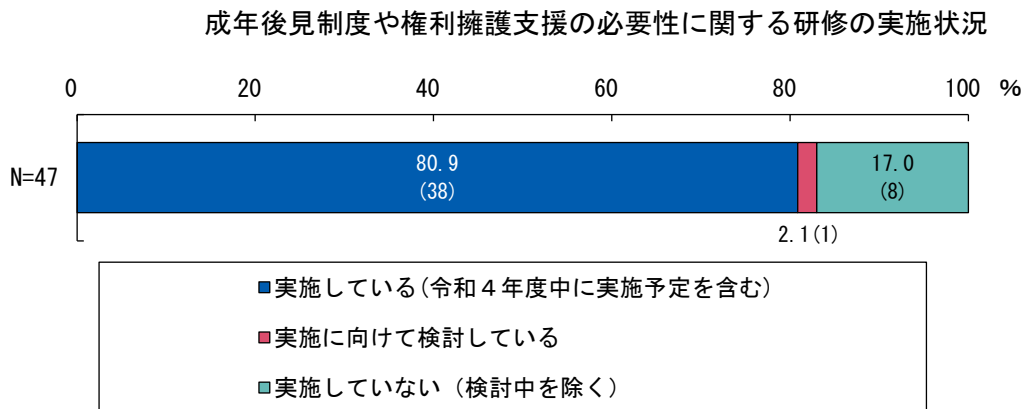 成年後見制度や権利擁護支援の必要性に関する研修の実施状況
0 20 40 60 80 100 %
N=47
80.9
(38)
17.0
(8)
2.1(1)
■実施している(令和４年度中に実施予定を含む)
■実施に向けて検討している
■実施していない（検討中を除く）